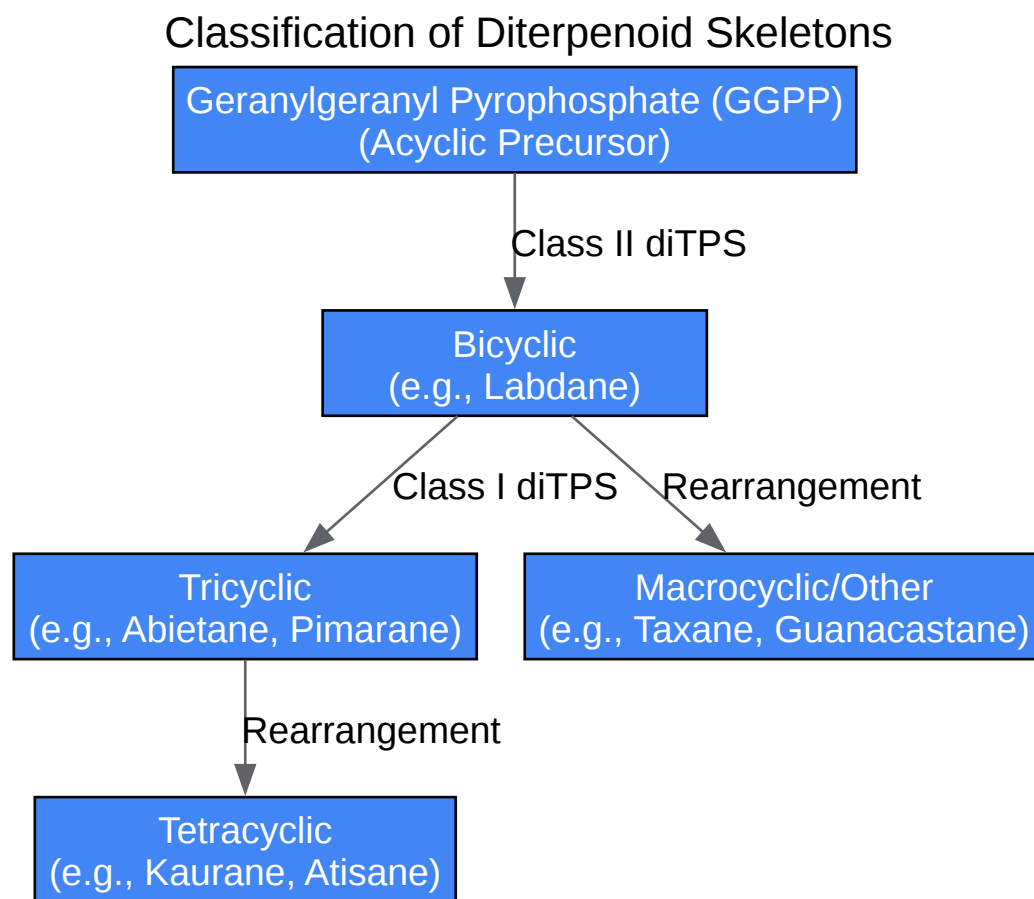 Classification of Diterpenoid Skeletons
Geranylgeranyl Pyrophosphate (GGPP)
(Acyclic Precursor)
Class II diTPS
Bicyclic
(e.g., Labdane)
Class I diTPS
Rearrangement
Tricyclic
(e.g., Abietane, Pimarane)
Macrocyclic/Other
(e.g., Taxane, Guanacastane)
Rearrangement
Tetracyclic
(e.g., Kaurane, Atisane)